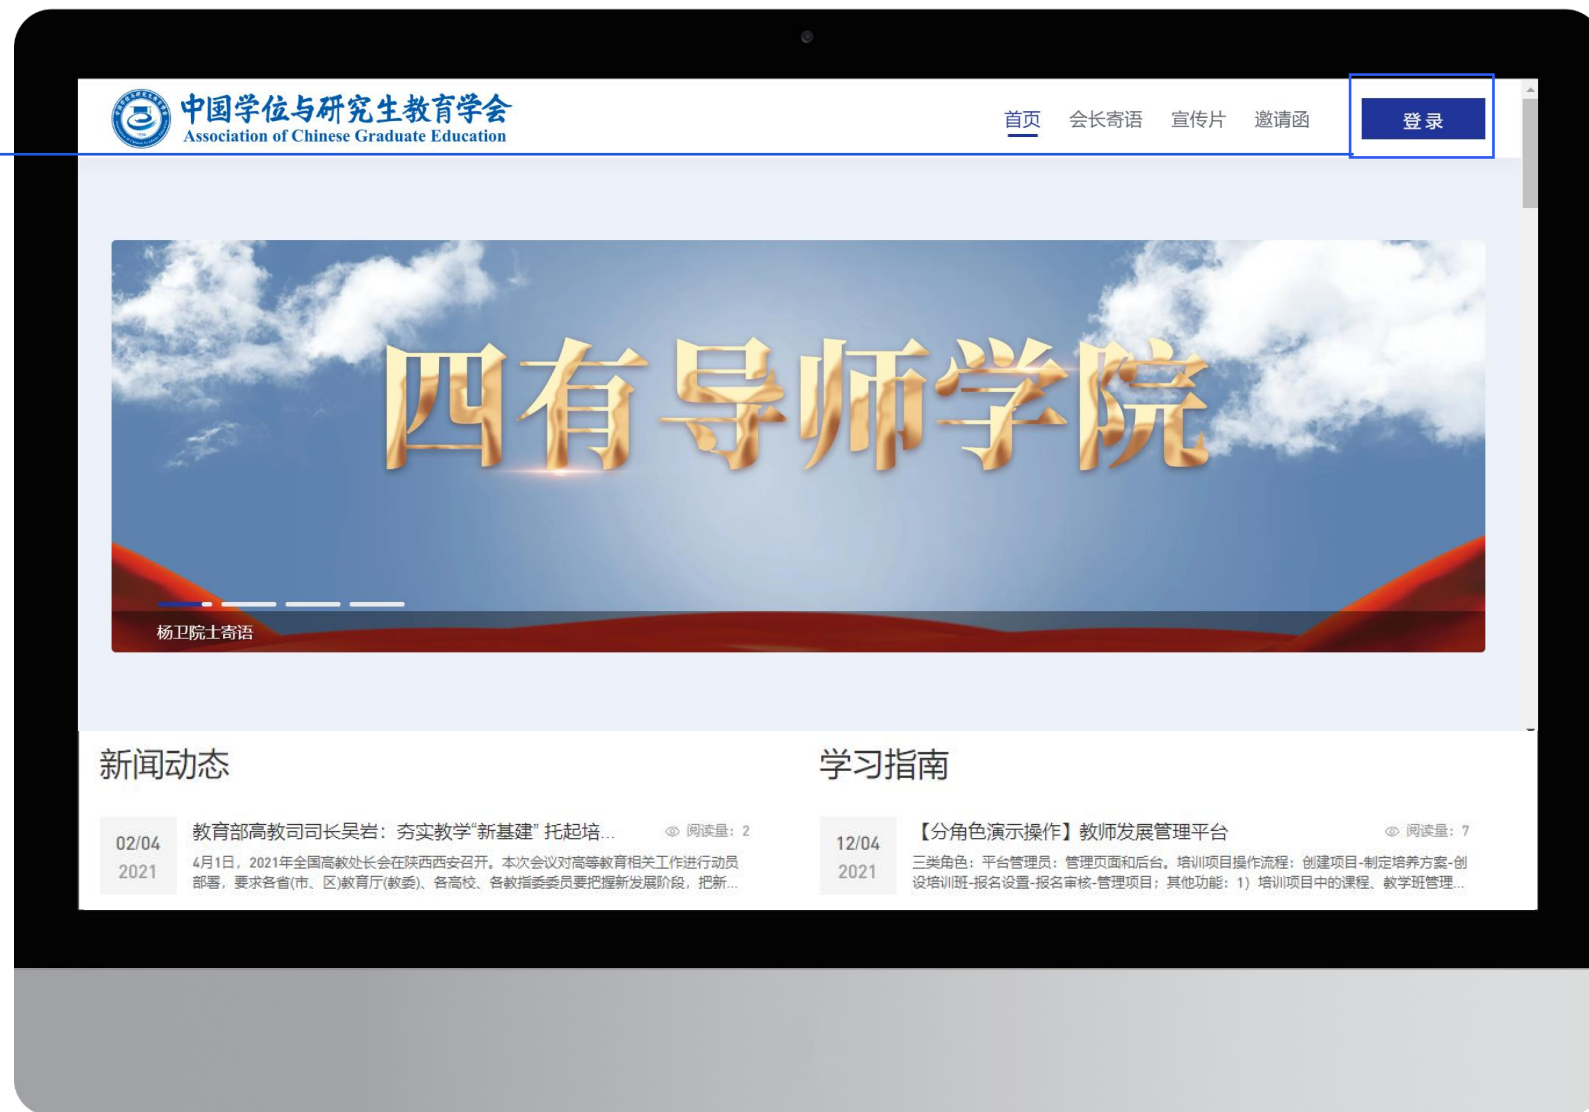 中国学位与研究生教育学会
Association of Chinese Graduate Education
首页 会长寄语 宣传片 邀请函 登录
四有导师学院
杨卫院士寄语
新闻动态
02/04
2021
教育部高教司司长吴岩：夯实教学“新基建” 托起培... 阅读量：2
4月1日，2021年全国高教处长会在陕西西安召开。本次会议对高等教育相关工作进行动员
部署，要求各省(市、区)教育厅(教委)、各高校、各教指委委员要把握新发展阶段，把新...
学习指南
12/04
2021
【分角色演示操作】教师发展管理平台 阅读量：7
三类角色：平台管理员：管理页面和后台。培训项目操作流程：创建项目-制定培养方案-创
设培训班-报名设置-报名审核-管理项目；其他功能：1）培训项目中的课程、教学班管理...